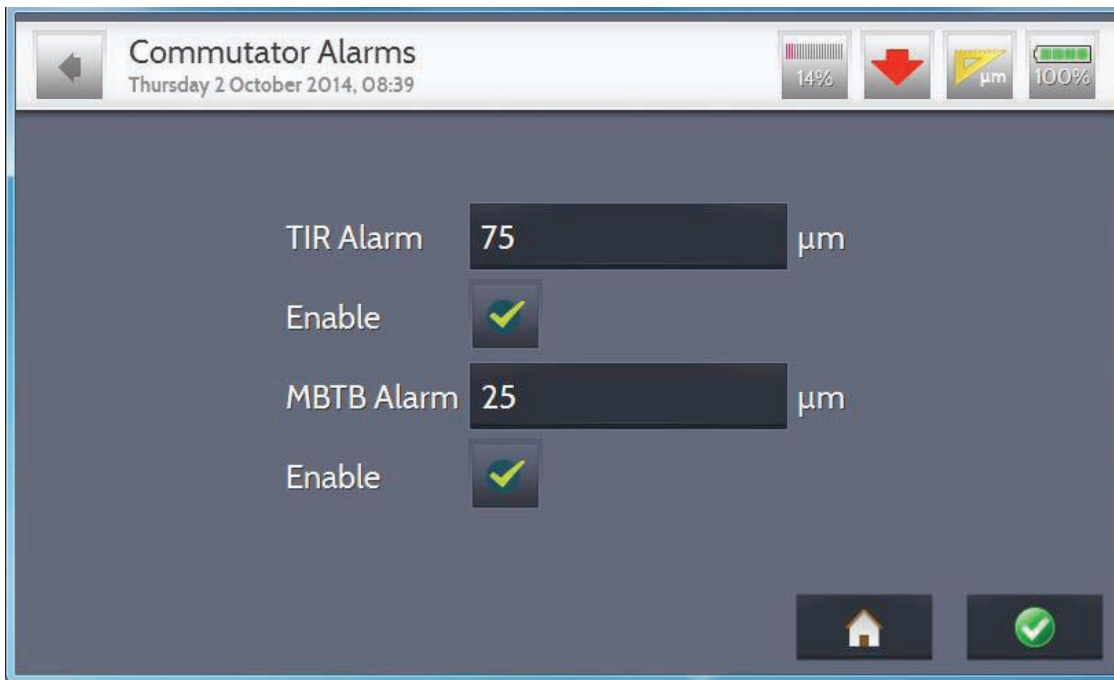 Commutator Alarms
Thursday 2 October 2014, 08:39
14%
µm
100%
TIR Alarm 75 µm
Enable
MBTB Alarm 25 µm
Enable